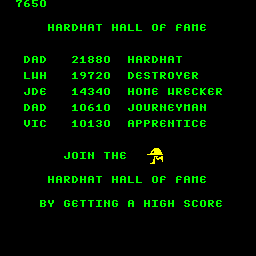 7650
HARDHAT HALL OF FAME
DAD 21880 HARDHAT
LWH 19720 DESTROYER
JDE 14340 HOME WRECKER
DAD 10610 JOURNEYMAN
VIC 10130 APPRENTICE
JOIN THE
HARDHAT HALL OF FAME
BY GETTING A HIGH SCORE